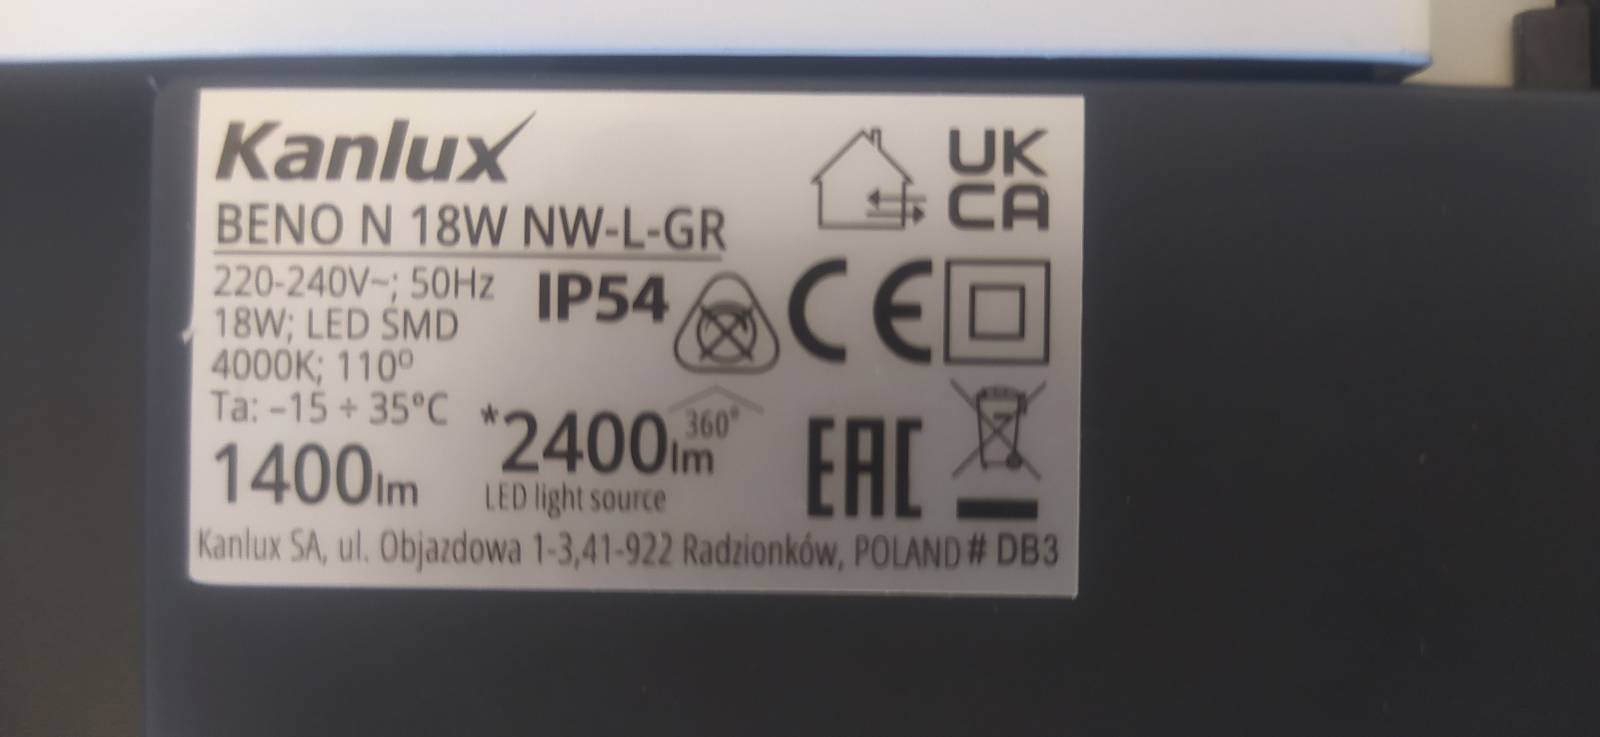 Kanlux
BENO N 18W NW-L-GR
220-240V~; 50Hz
18W; LED SMD
4000K; 110°
Ta: -15 ÷ 35°C
1400lm
IP54
*2400lm
360°
LED light source
UK
CA
CE
EAC
Kanlux SA, ul. Objazdowa 1-3,41-922 Radzionków, POLAND # DB3